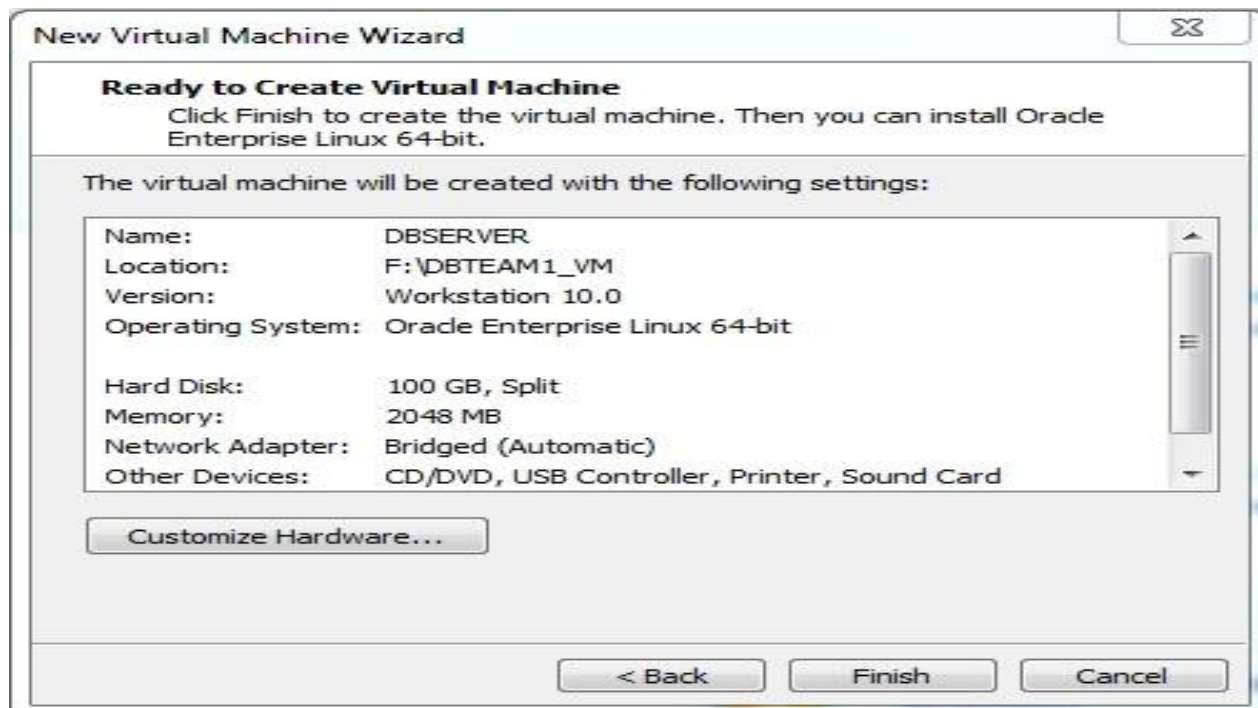 New Virtual Machine Wizard
Ready to Create Virtual Machine
Click Finish to create the virtual machine. Then you can install Oracle
Enterprise Linux 64-bit.
The virtual machine will be created with the following settings:
Name: DBSERVER
Location: F:\DBTEAM1_VM
Version: Workstation 10.0
Operating System: Oracle Enterprise Linux 64-bit
Hard Disk: 100 GB, Split
Memory: 2048 MB
Network Adapter: Bridged (Automatic)
Other Devices: CD/DVD, USB Controller, Printer, Sound Card
Customize Hardware...
< Back Finish Cancel